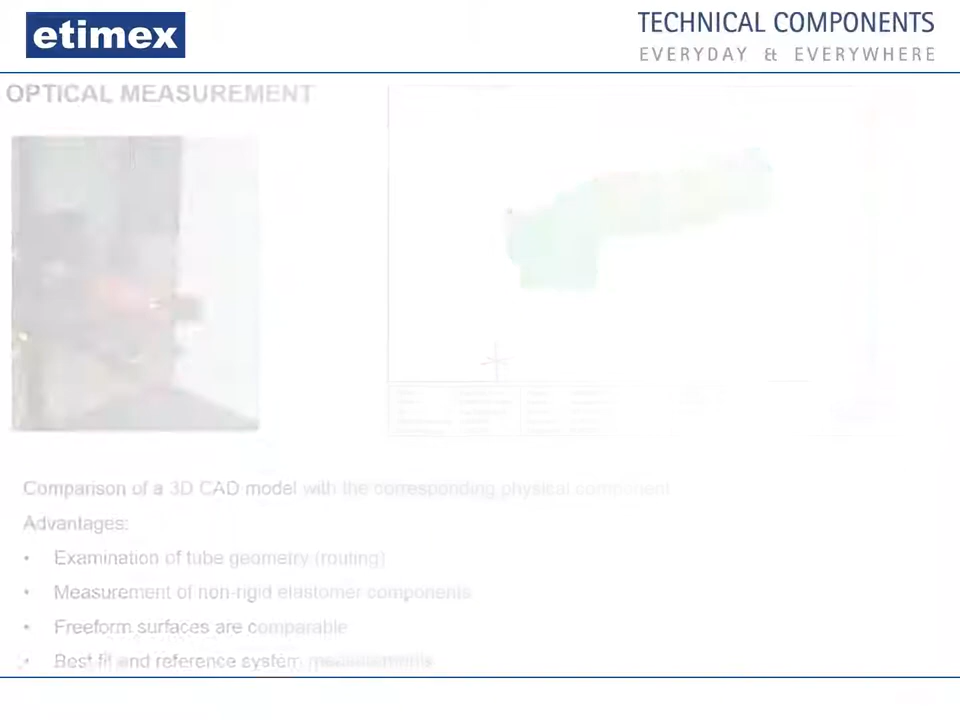 etimex
TECHNICAL COMPONENTS
EVERYDAY & EVERYWHERE
OPTICAL MEASUREMENT
Comparison of a 3D CAD model with the corresponding physical component
Advantages:
• Examination of tube geometry (routing)
• Measurement of non-rigid elastomer components
• Freeform surfaces are comparable
• Best fit and reference system measurements